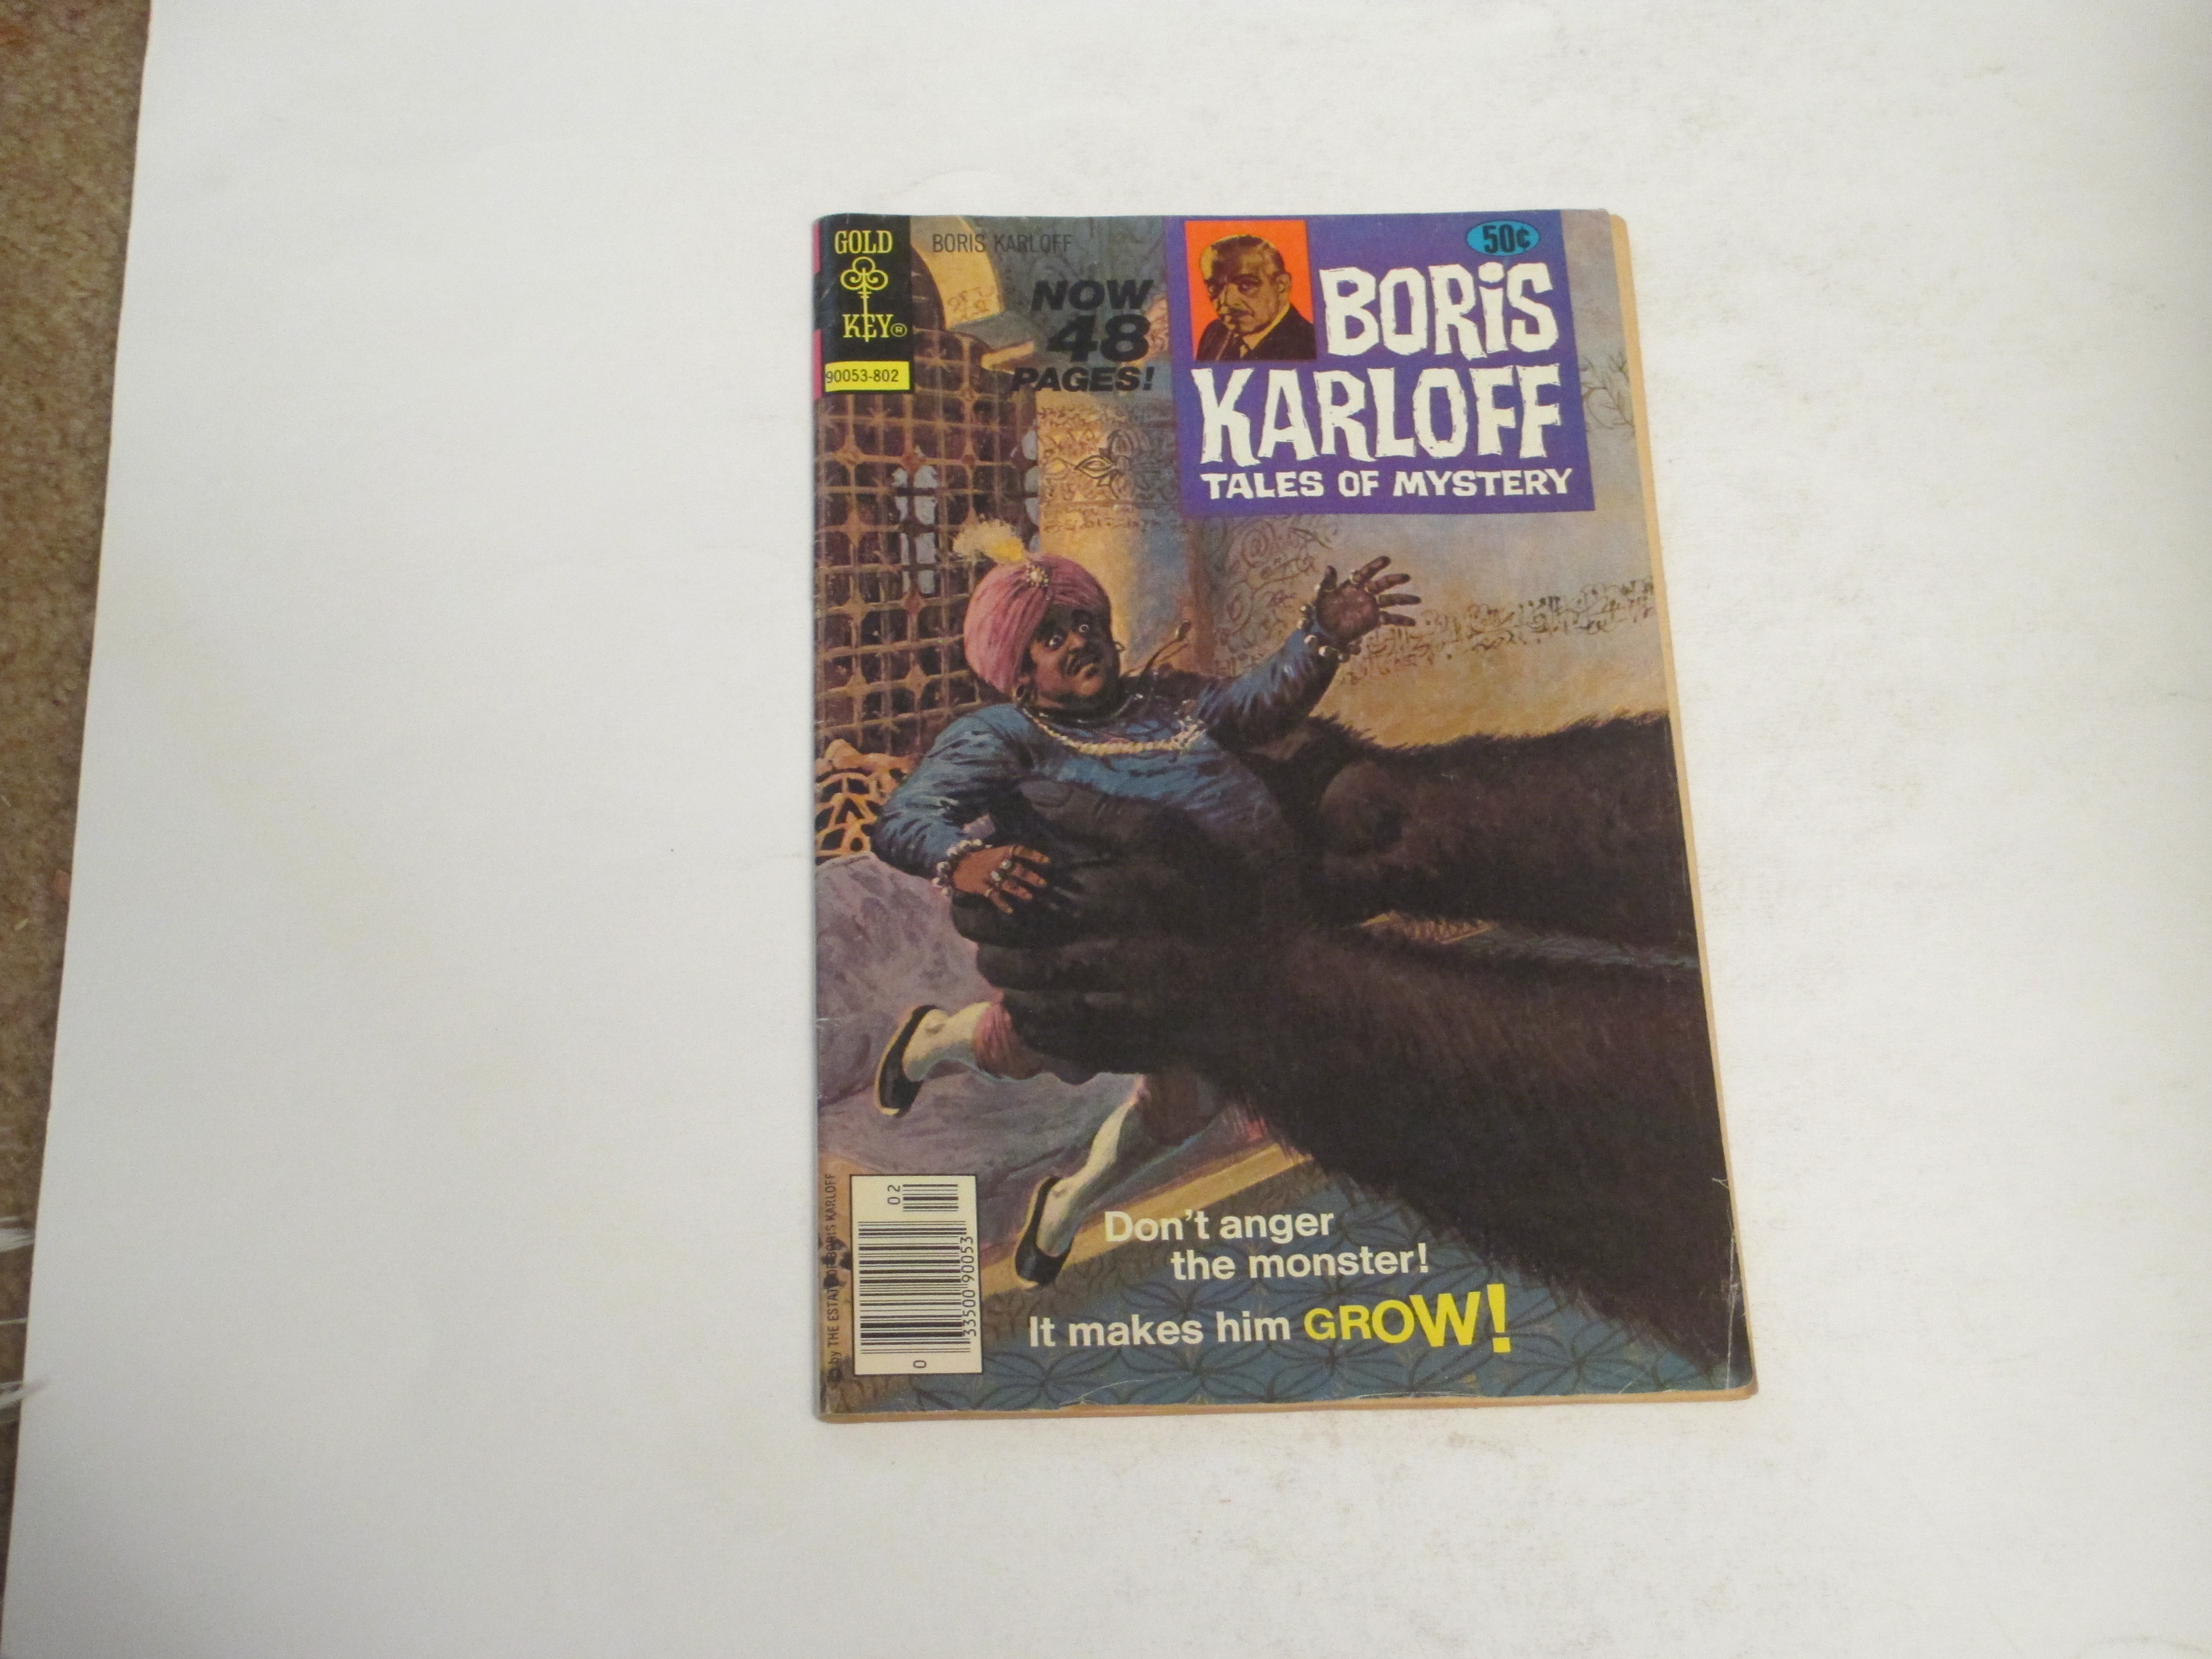 GOLD
KEY®
90053-802
BORIS KARLOFF
NOW
48
PAGES!
50¢
BORiS
KARLOFF
TALES OF MYSTERY
Don't anger
the monster!
It makes him GROW!
02
33500 90053
0
© by THE ESTATE OF BORIS KARLOFF